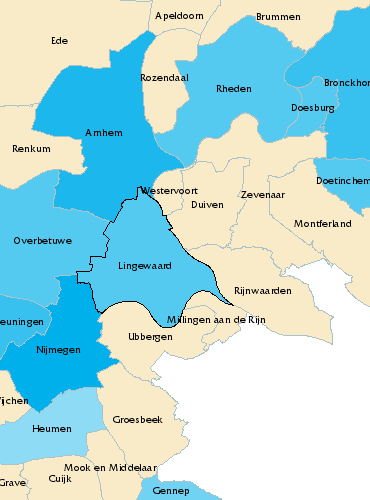 Apeldoorn
Brummen
Ede
Rozendaal
Bronckhor
Rheden
Doesburg
Arnhem
Renkum
Doetinchem
Westervoort
Zevenaar
Duiven
Montferland
Overbetuwe
Lingewaard
Rijnwaarden
Millingen aan de Rijn
euningen
Ubbergen
Nijmegen
Vijchen
Groesbeek
Heumen
Mook en Middelaar
Cuijk
Grave
Gennep